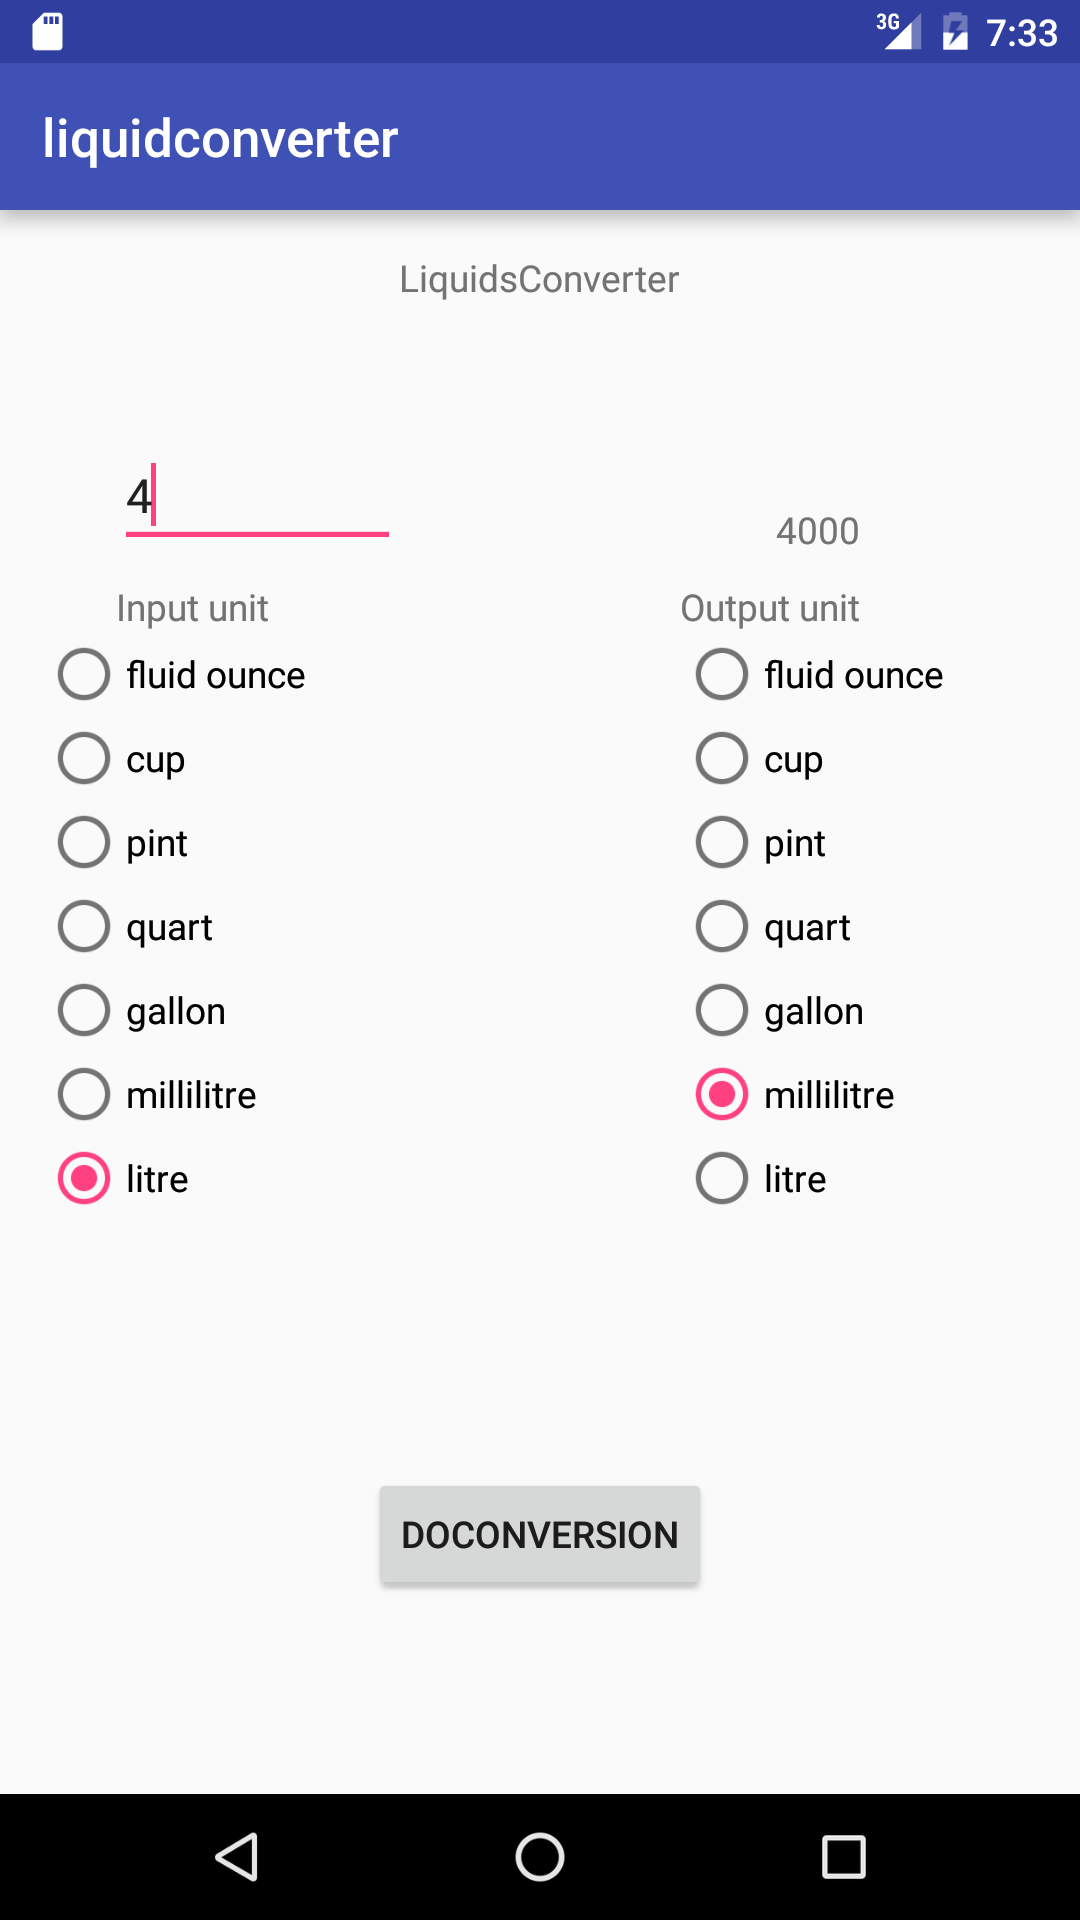 3G 7:33
liquidconverter
LiquidsConverter
4
4000
Input unit
Output unit
fluid ounce
fluid ounce
cup
cup
pint
pint
quart
quart
gallon
gallon
millilitre
millilitre
litre
litre
DOCONVERSION